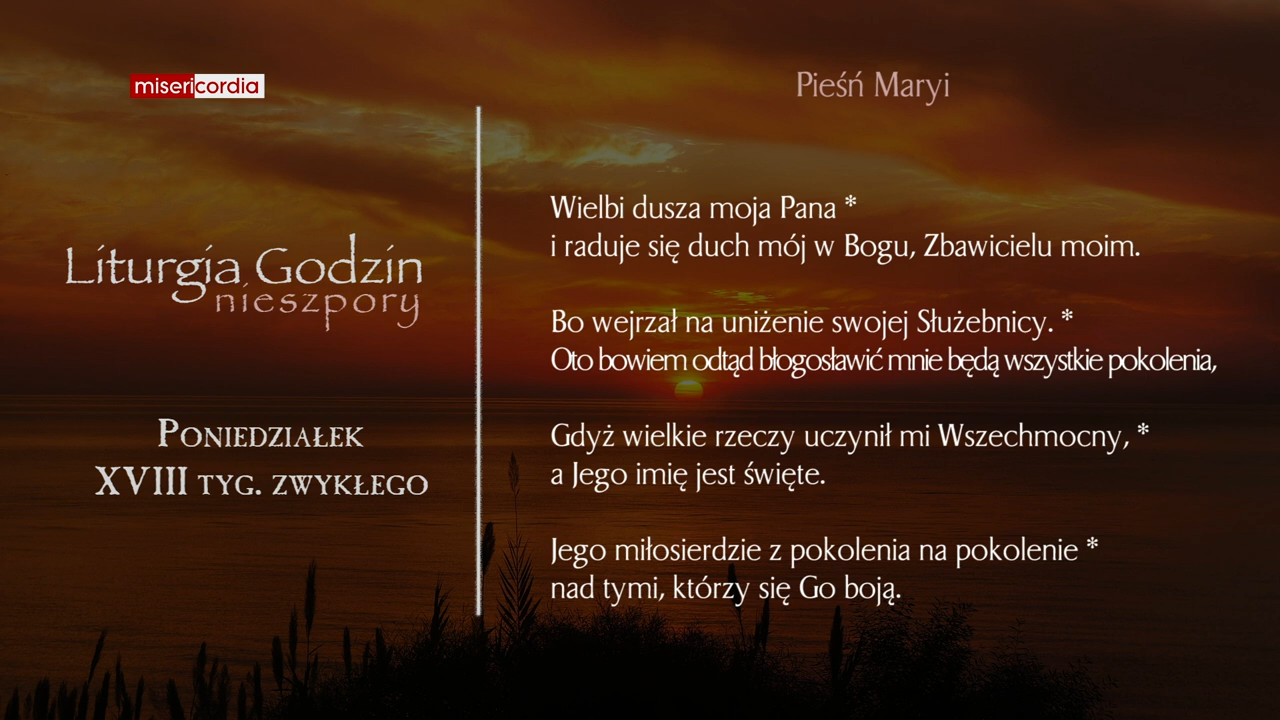 misericordia
Liturgia Godzin
nieszpory
Poniedziałek
XVIII tyg. zwykłego
Pieśń Maryi
Wielbi dusza moja Pana *
i raduje się duch mój w Bogu, Zbawicielu moim.
Bo wejrzał na uniżenie swojej Służebnicy. *
Oto bowiem odtąd błogosławić mnie będą wszystkie pokolenia,
Gdyż wielkie rzeczy uczynił mi Wszechmocny, *
a Jego imię jest święte.
Jego miłosierdzie z pokolenia na pokolenie *
nad tymi, którzy się Go boją.